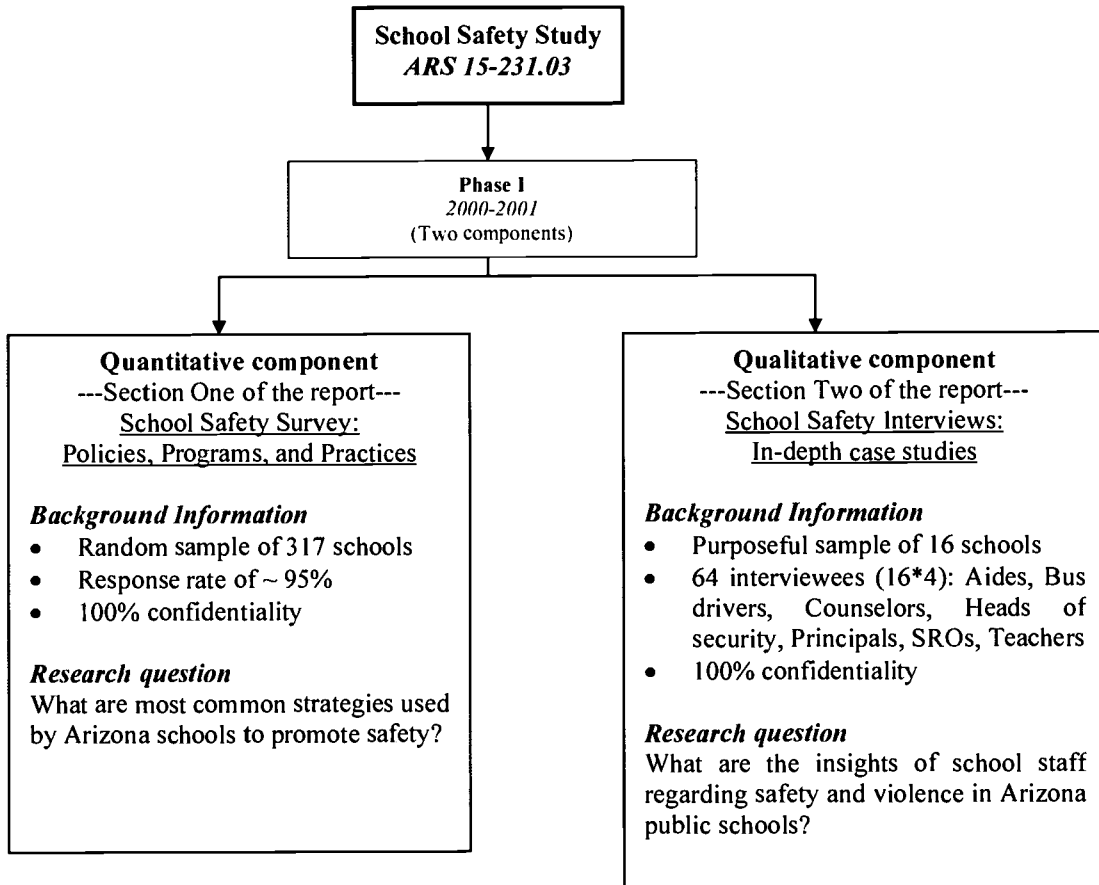 School Safety Study
ARS 15-231.03
Phase I
2000-2001
(Two components)
Quantitative component
---Section One of the report---
School Safety Survey:
Policies, Programs, and Practices
Background Information
• Random sample of 317 schools
• Response rate of ~ 95%
• 100% confidentiality
Research question
What are most common strategies used
by Arizona schools to promote safety?
Qualitative component
---Section Two of the report---
School Safety Interviews:
In-depth case studies
Background Information
• Purposeful sample of 16 schools
• 64 interviewees (16*4): Aides, Bus
drivers, Counselors, Heads of
security, Principals, SROs, Teachers
• 100% confidentiality
Research question
What are the insights of school staff
regarding safety and violence in Arizona
public schools?